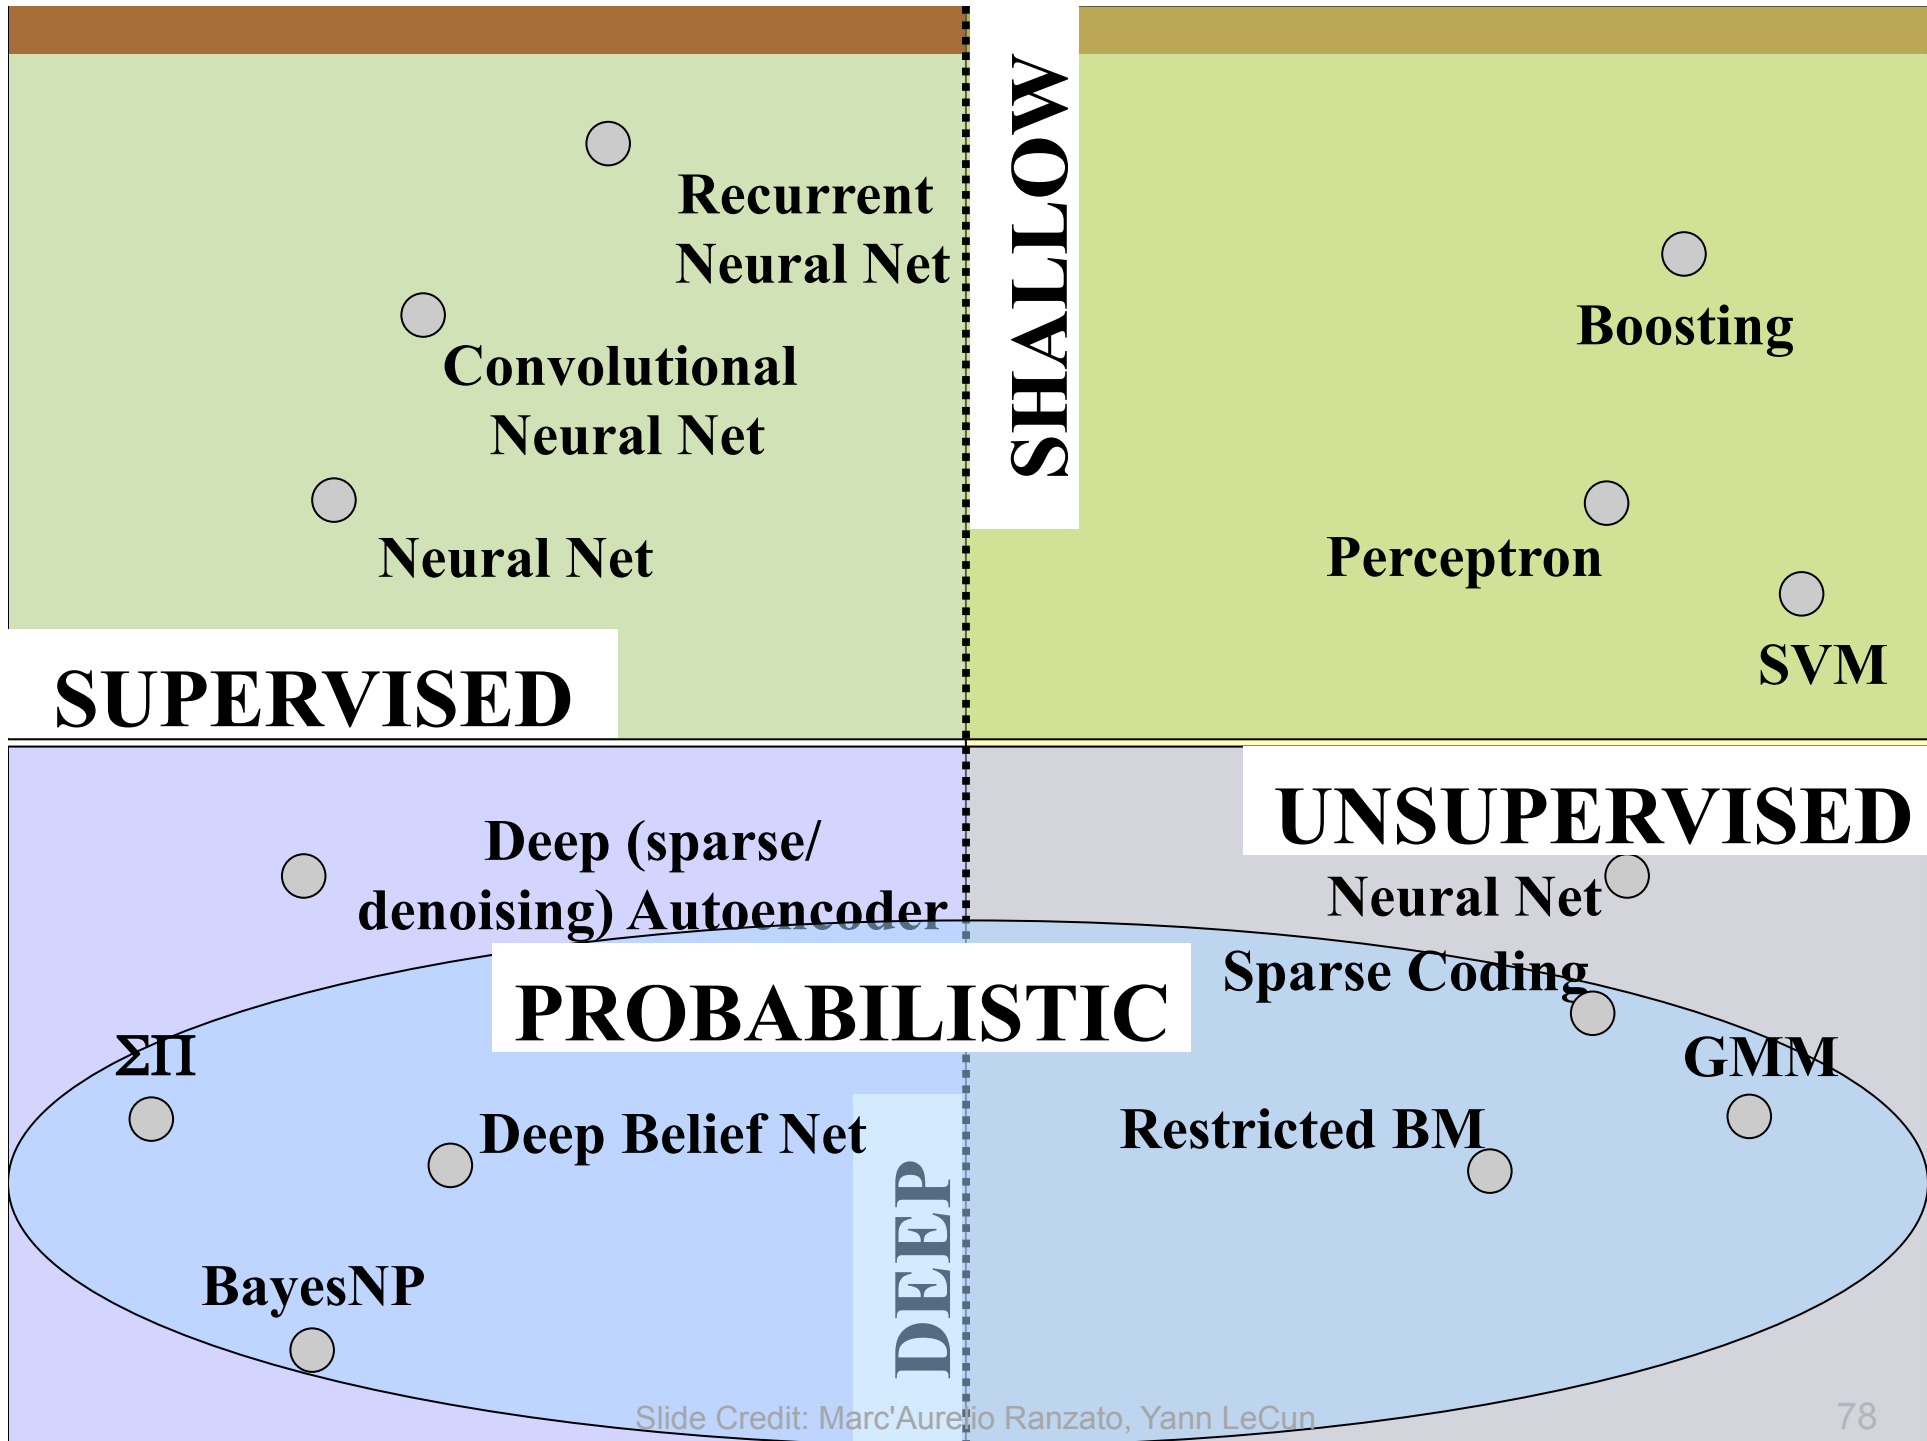 SHALLOW
Recurrent
Neural Net
Boosting
Convolutional
Neural Net
Neural Net
Perceptron
SVM
SUPERVISED
UNSUPERVISED
Deep (sparse/
denoising) Autoencoder
Neural Net
Sparse Coding
PROBABILISTIC
ΣΠ
GMM
Deep Belief Net
Restricted BM
DEEP
BayesNP
Slide Credit: Marc'Aurelio Ranzato, Yann LeCun
78